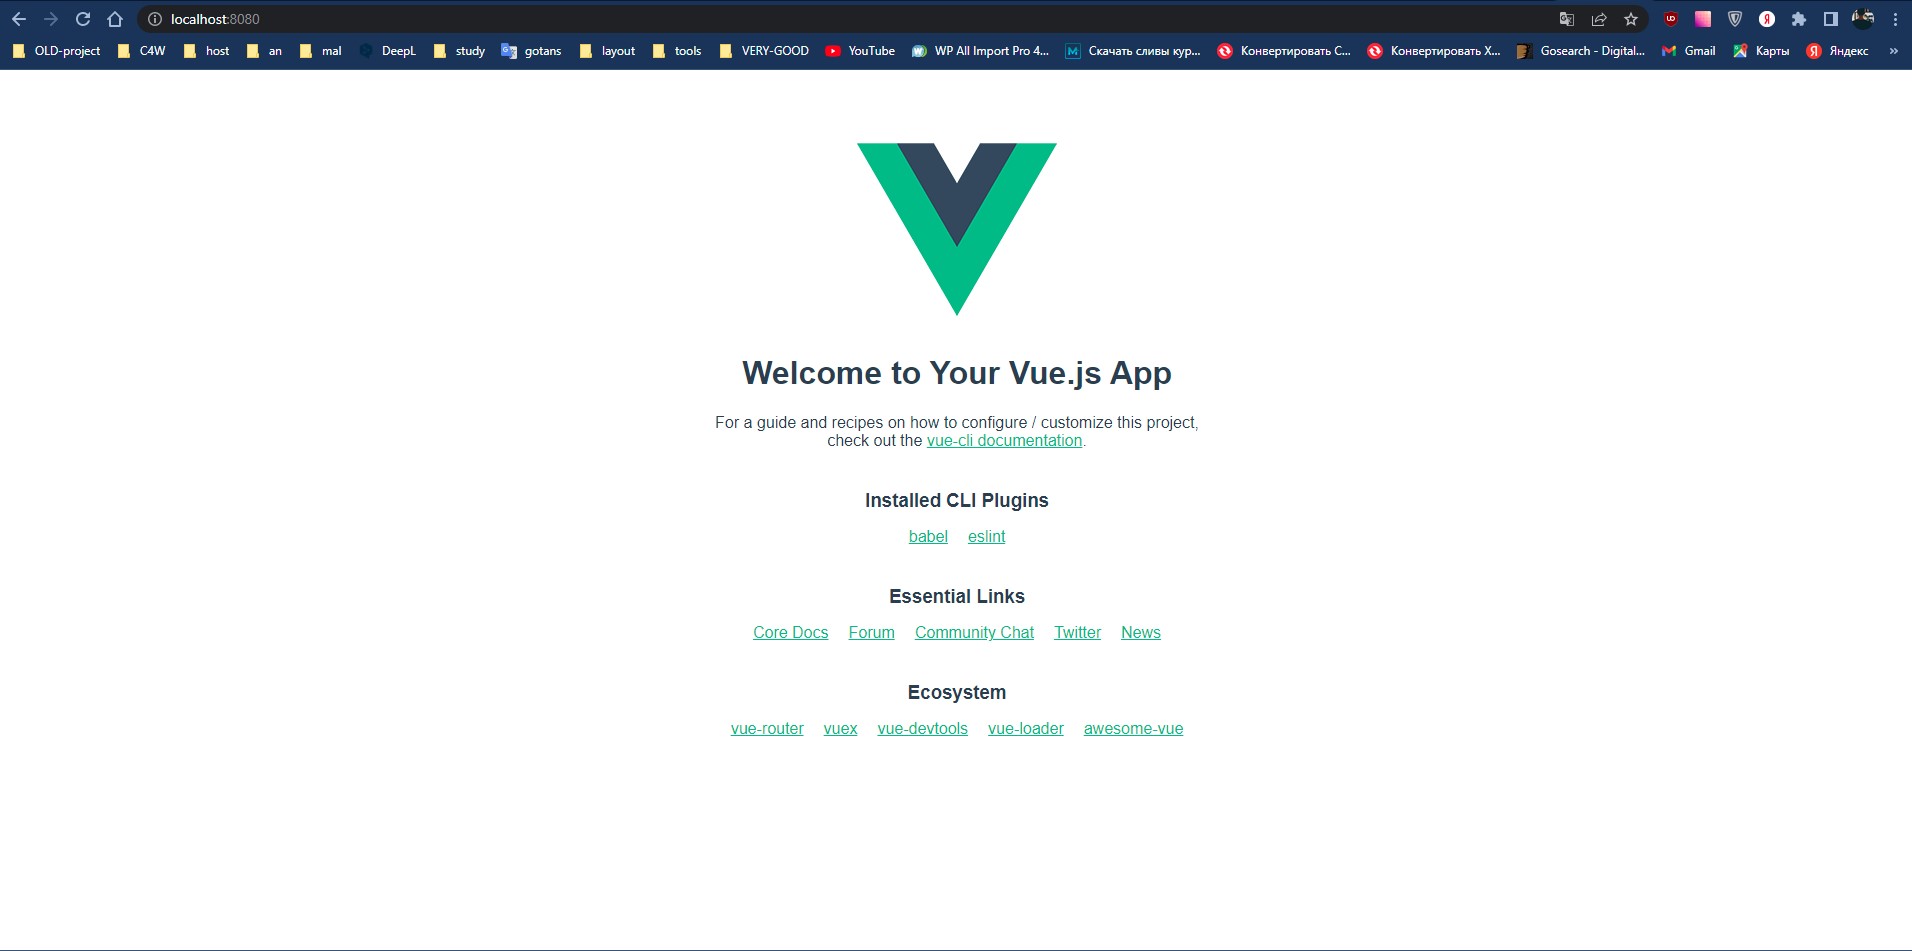 localhost:8080
OLD-project C4W host an mal DeepL study gotans layout tools VERY-GOOD YouTube WP All Import Pro 4... Скачать сливы кур... Конвертировать C... Конвертировать X... Gosearch - Digital... Gmail Карты Яндекс »
Welcome to Your Vue.js App
For a guide and recipes on how to configure / customize this project,
check out the vue-cli documentation.
Installed CLI Plugins
babel eslint
Essential Links
Core Docs Forum Community Chat Twitter News
Ecosystem
vue-router vuex vue-devtools vue-loader awesome-vue